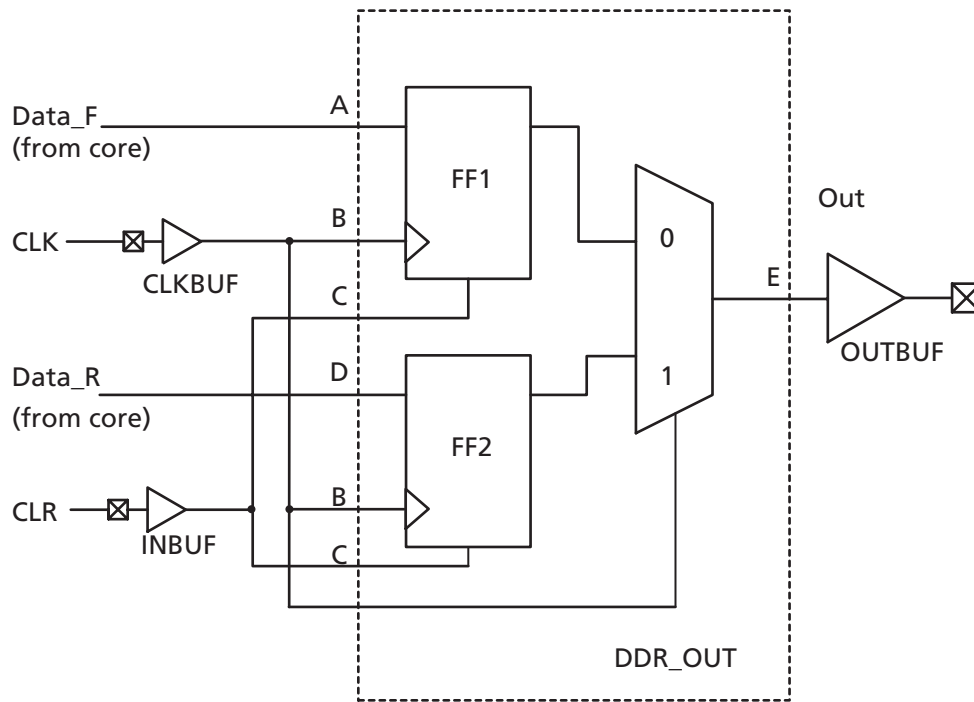 Data_F
(from core)
A
FF1
CLK
CLKBUF
B
C
0
Out
E
OUTBUF
Data_R
(from core)
D
1
FF2
CLR
INBUF
B
C
DDR_OUT